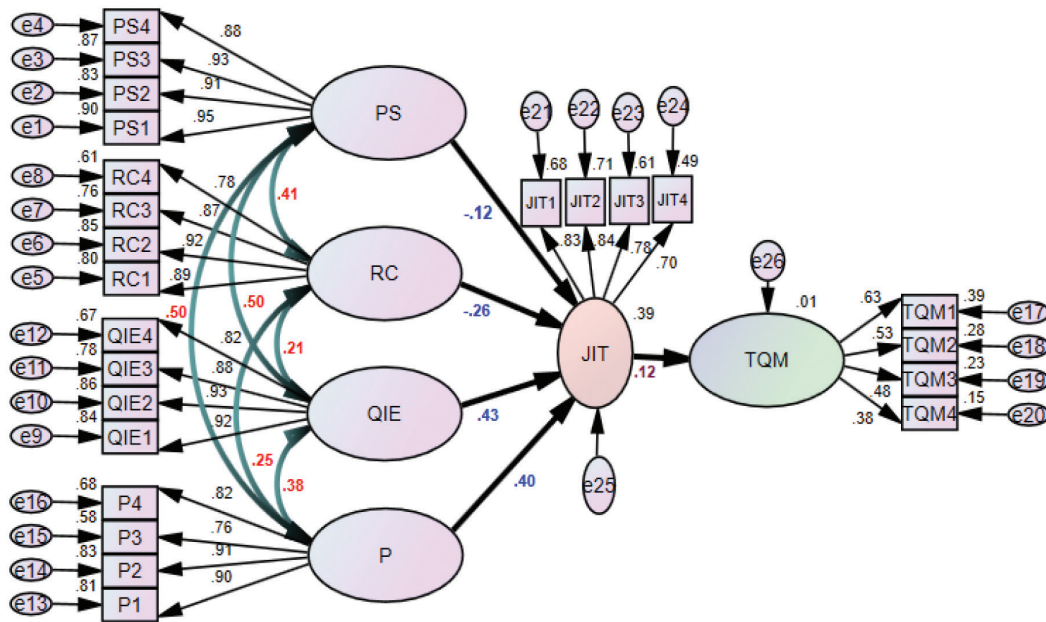 e4 PS4 .88
.87
e3 PS3 .93
.83
e2 PS2 .91
.90
e1 PS1 .95
PS
e8 .61 RC4 .78
.76
e7 RC3 .87
.85
e6 RC2 .92
.80
e5 RC1 .89
RC
e12 .67 QIE4 .82
.78
e11 QIE3 .88
.86
e10 QIE2 .93
.84
e9 QIE1 .92
QIE
e16 .68 P4 .82
.58
e15 P3 .76
.83
e14 P2 .91
.81
e13 P1 .90
P
.41
.50
.50
.21
.25
.38
-.12
-.26
.43
.40
e21 e22 e23 e24
.68 .71 .61 .49
JIT1 JIT2 JIT3 JIT4
.83 .84 .78 .70
.39
JIT
e25
.12
e26
.01
TQM
.63 TQM1 .39 e17
.53 TQM2 .28 e18
.48 TQM3 .23 e19
.38 TQM4 .15 e20